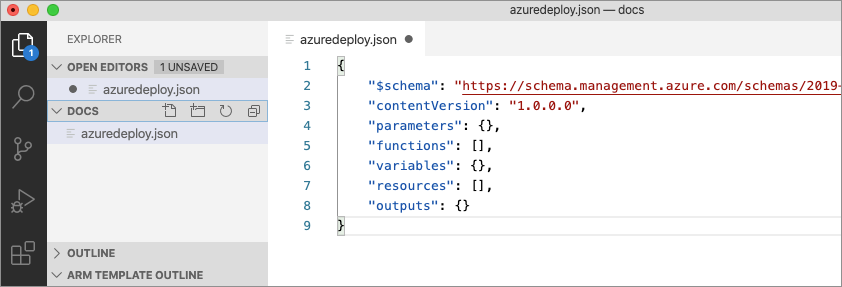 azuredeploy.json — docs
EXPLORER
OPEN EDITORS 1 UNSAVED
azuredeploy.json
DOCS
azuredeploy.json
OUTLINE
ARM TEMPLATE OUTLINE
1
azuredeploy.json
1 {
2 "$schema": "https://schema.management.azure.com/schemas/2019-
3 "contentVersion": "1.0.0.0",
4 "parameters": {},
5 "functions": [],
6 "variables": {},
7 "resources": [],
8 "outputs": {}
9 }